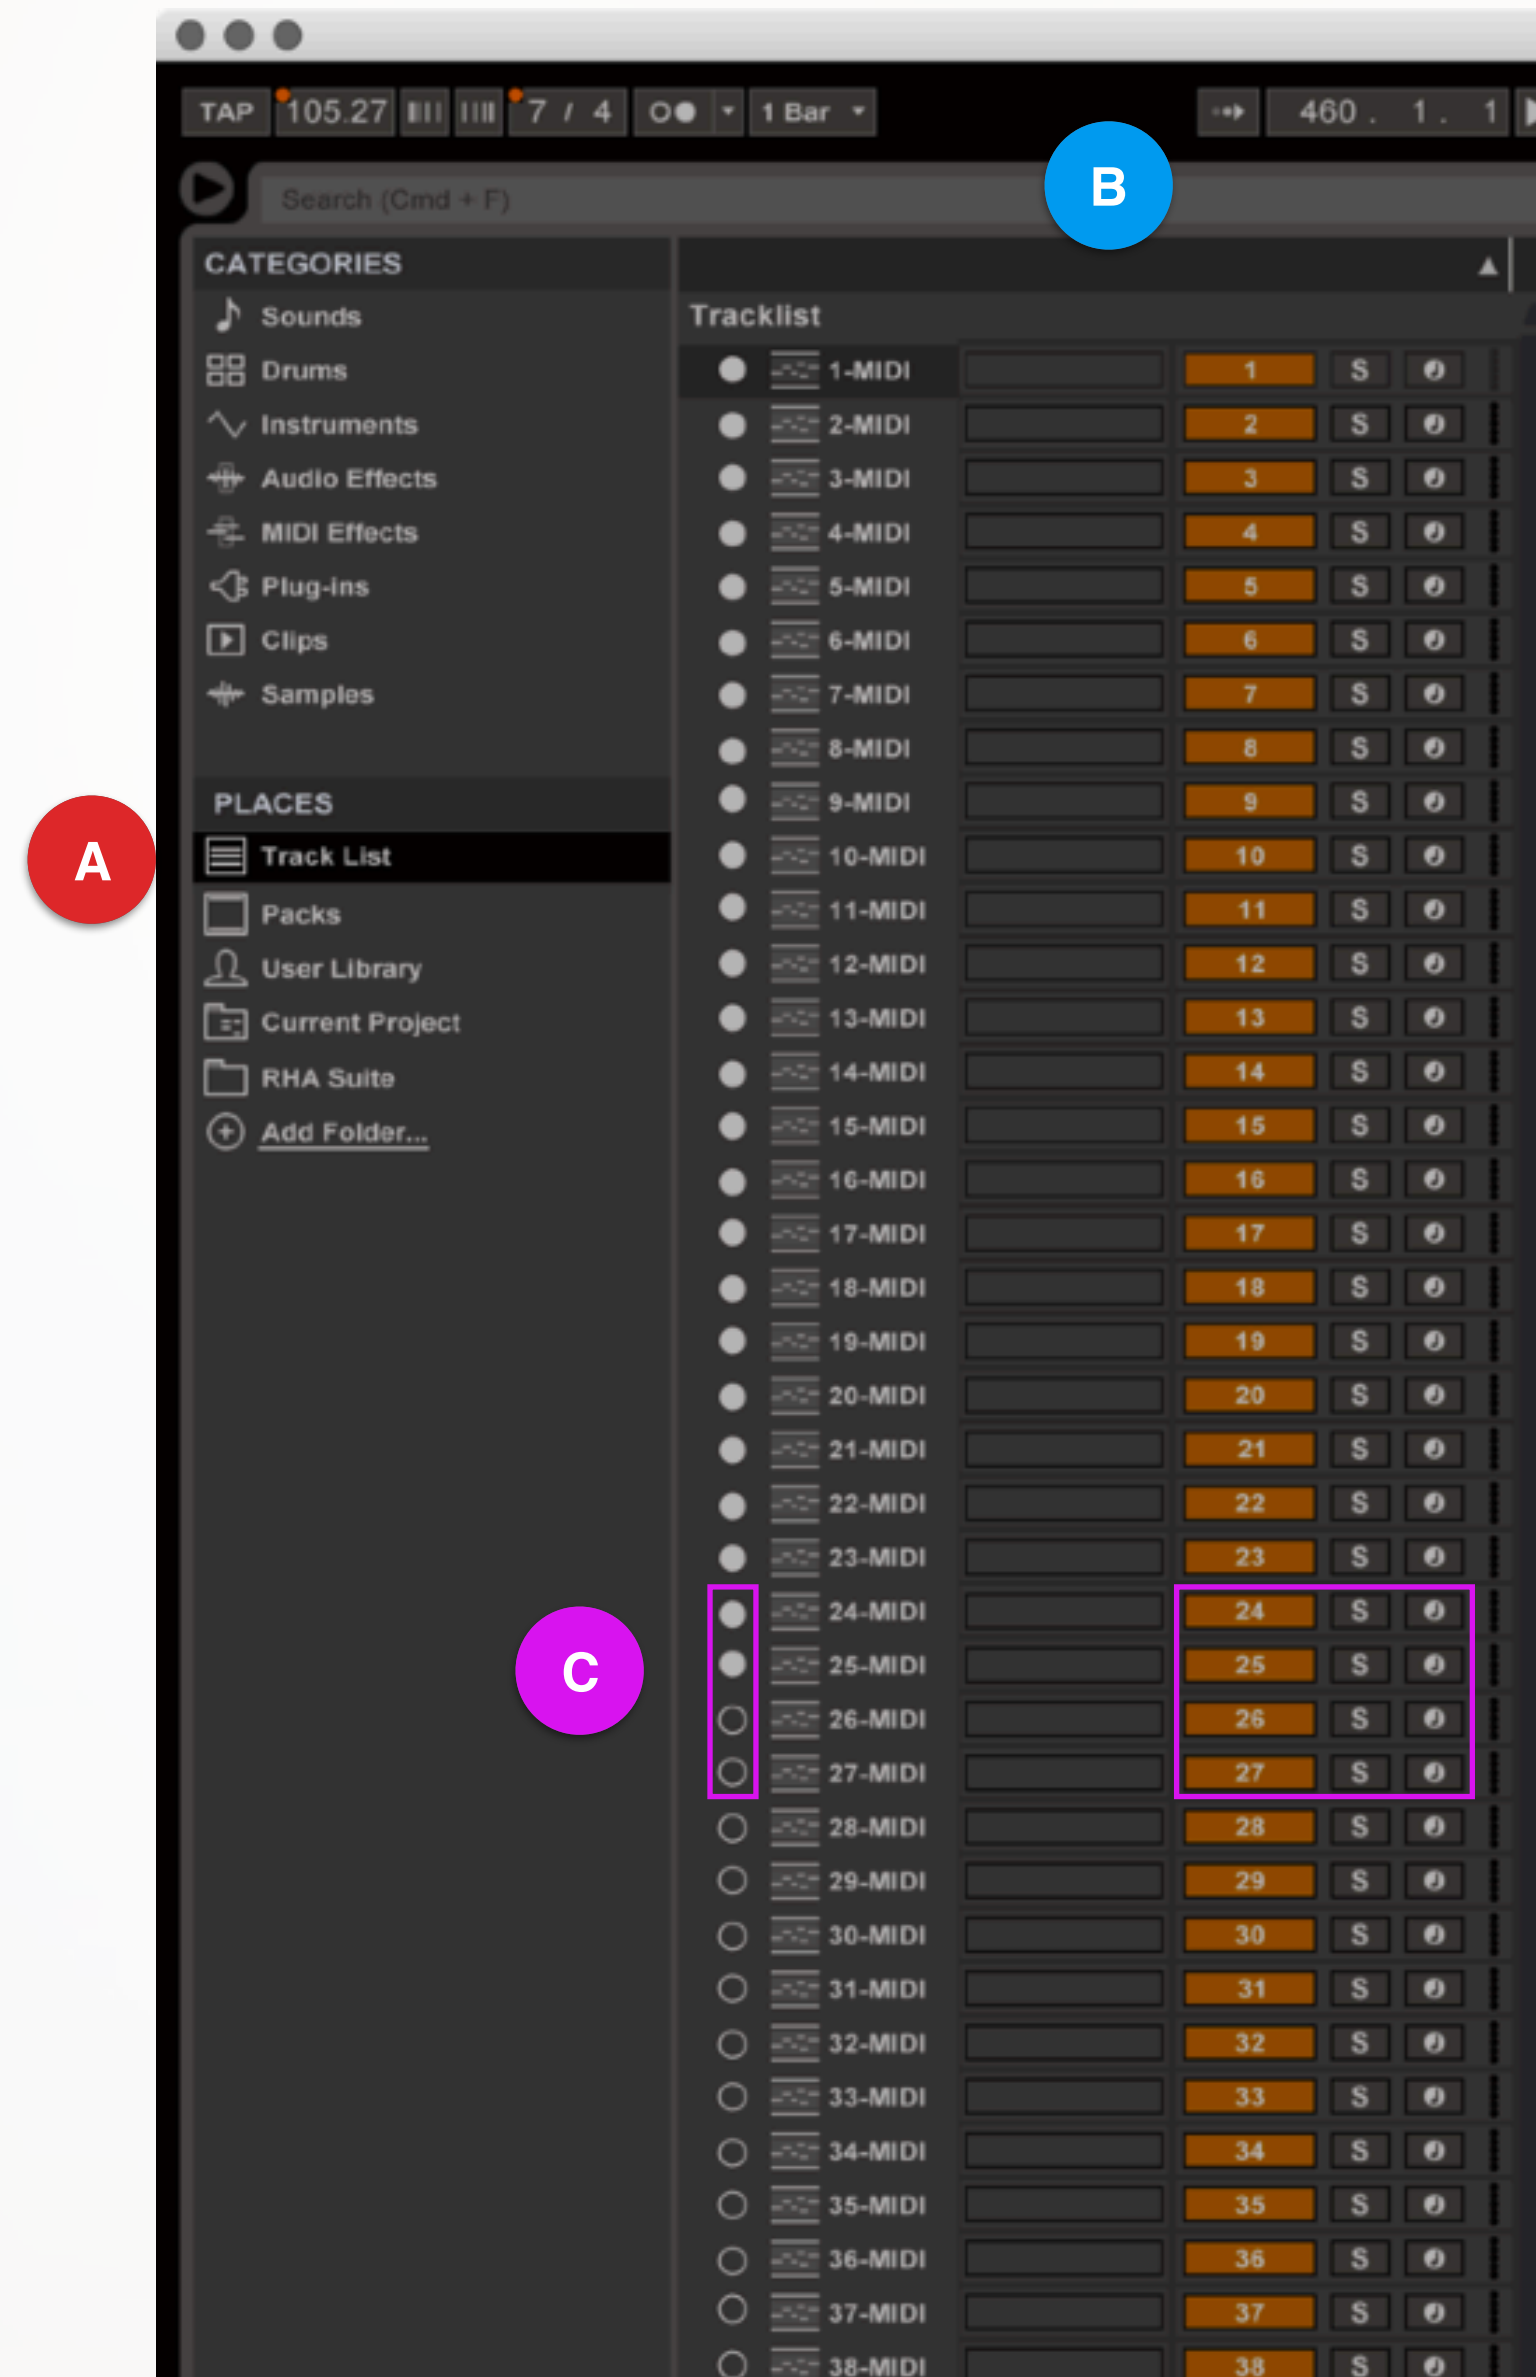 TAP 105.27 7 / 4 1 Bar 460. 1. 1
Search (Cmd + F)
B
CATEGORIES
Sounds
Drums
Instruments
Audio Effects
MIDI Effects
Plug-ins
Clips
Samples
PLACES
A
Track List
Packs
User Library
Current Project
RHA Suite
Add Folder...
Tracklist
1-MIDI 1 S
2-MIDI 2 S
3-MIDI 3 S
4-MIDI 4 S
5-MIDI 5 S
6-MIDI 6 S
7-MIDI 7 S
8-MIDI 8 S
9-MIDI 9 S
10-MIDI 10 S
11-MIDI 11 S
12-MIDI 12 S
13-MIDI 13 S
14-MIDI 14 S
15-MIDI 15 S
16-MIDI 16 S
17-MIDI 17 S
18-MIDI 18 S
19-MIDI 19 S
20-MIDI 20 S
21-MIDI 21 S
22-MIDI 22 S
23-MIDI 23 S
24-MIDI 24 S
C
25-MIDI 25 S
26-MIDI 26 S
27-MIDI 27 S
28-MIDI 28 S
29-MIDI 29 S
30-MIDI 30 S
31-MIDI 31 S
32-MIDI 32 S
33-MIDI 33 S
34-MIDI 34 S
35-MIDI 35 S
36-MIDI 36 S
37-MIDI 37 S
38-MIDI 38 S